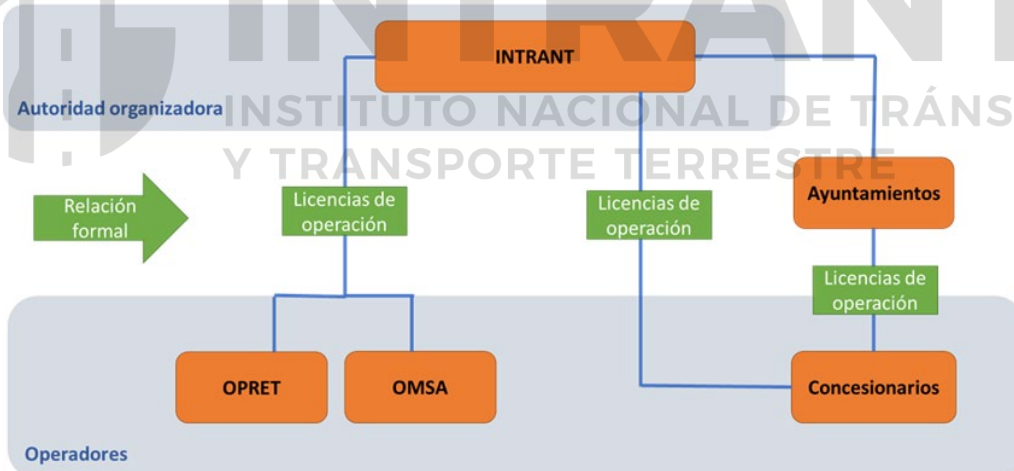 INTRANT
INTRANT
Autoridad organizadora
INSTITUTO NACIONAL DE TRÁNS
Y TRANSPORTE TERRESTRE
Relación
formal
Licencias de
operación
Licencias de
operación
Ayuntamientos
Licencias de
operación
OPRET
OMSA
Concesionarios
Operadores